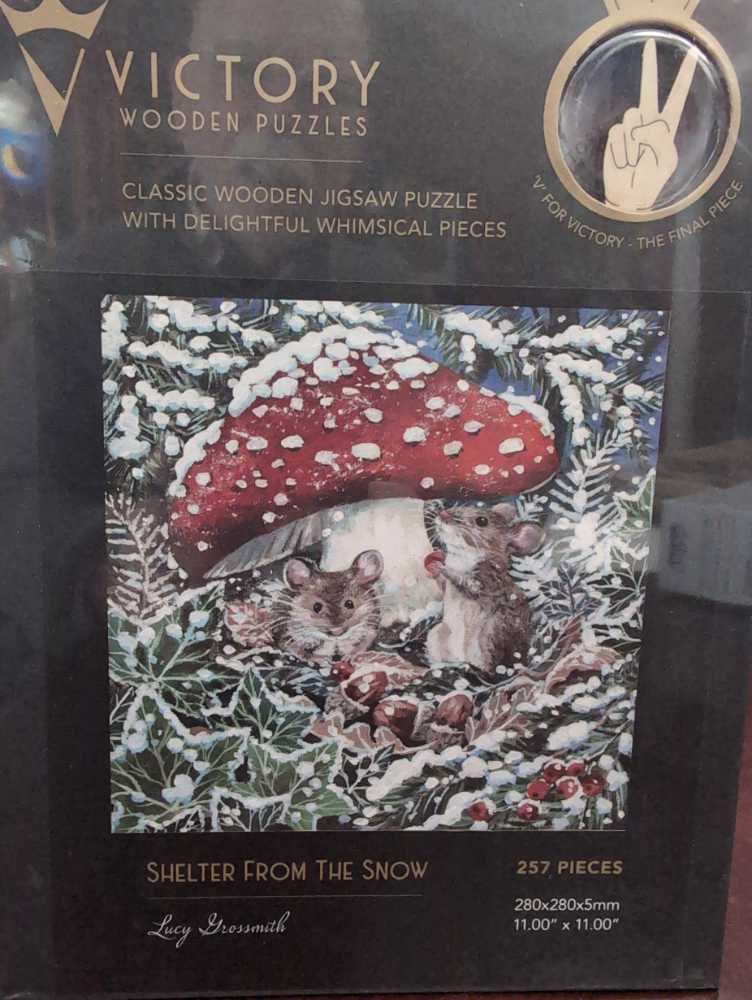 VICTORY
WOODEN PUZZLES
CLASSIC WOODEN JIGSAW PUZZLE
WITH DELIGHTFUL WHIMSICAL PIECES
'V' FOR VICTORY - THE FINAL PIECE
SHELTER FROM THE SNOW
257 PIECES
Lucy Grossmith
280x280x5mm
11.00" x 11.00"